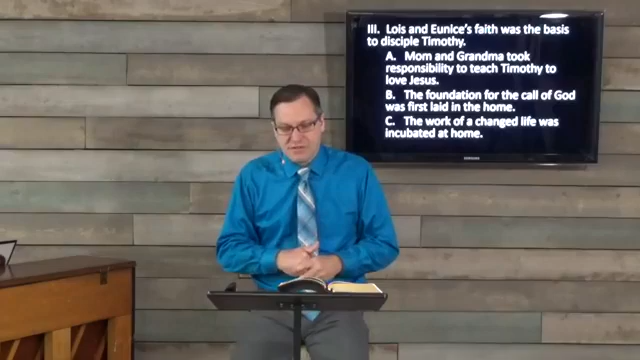 III. Lois and Eunice's faith was the basis
to disciple Timothy.
A. Mom and Grandma took
responsibility to teach Timothy to
love Jesus.
B. The foundation for the call of God
was first laid in the home.
C. The work of a changed life was
incubated at home.
SAMSUNG